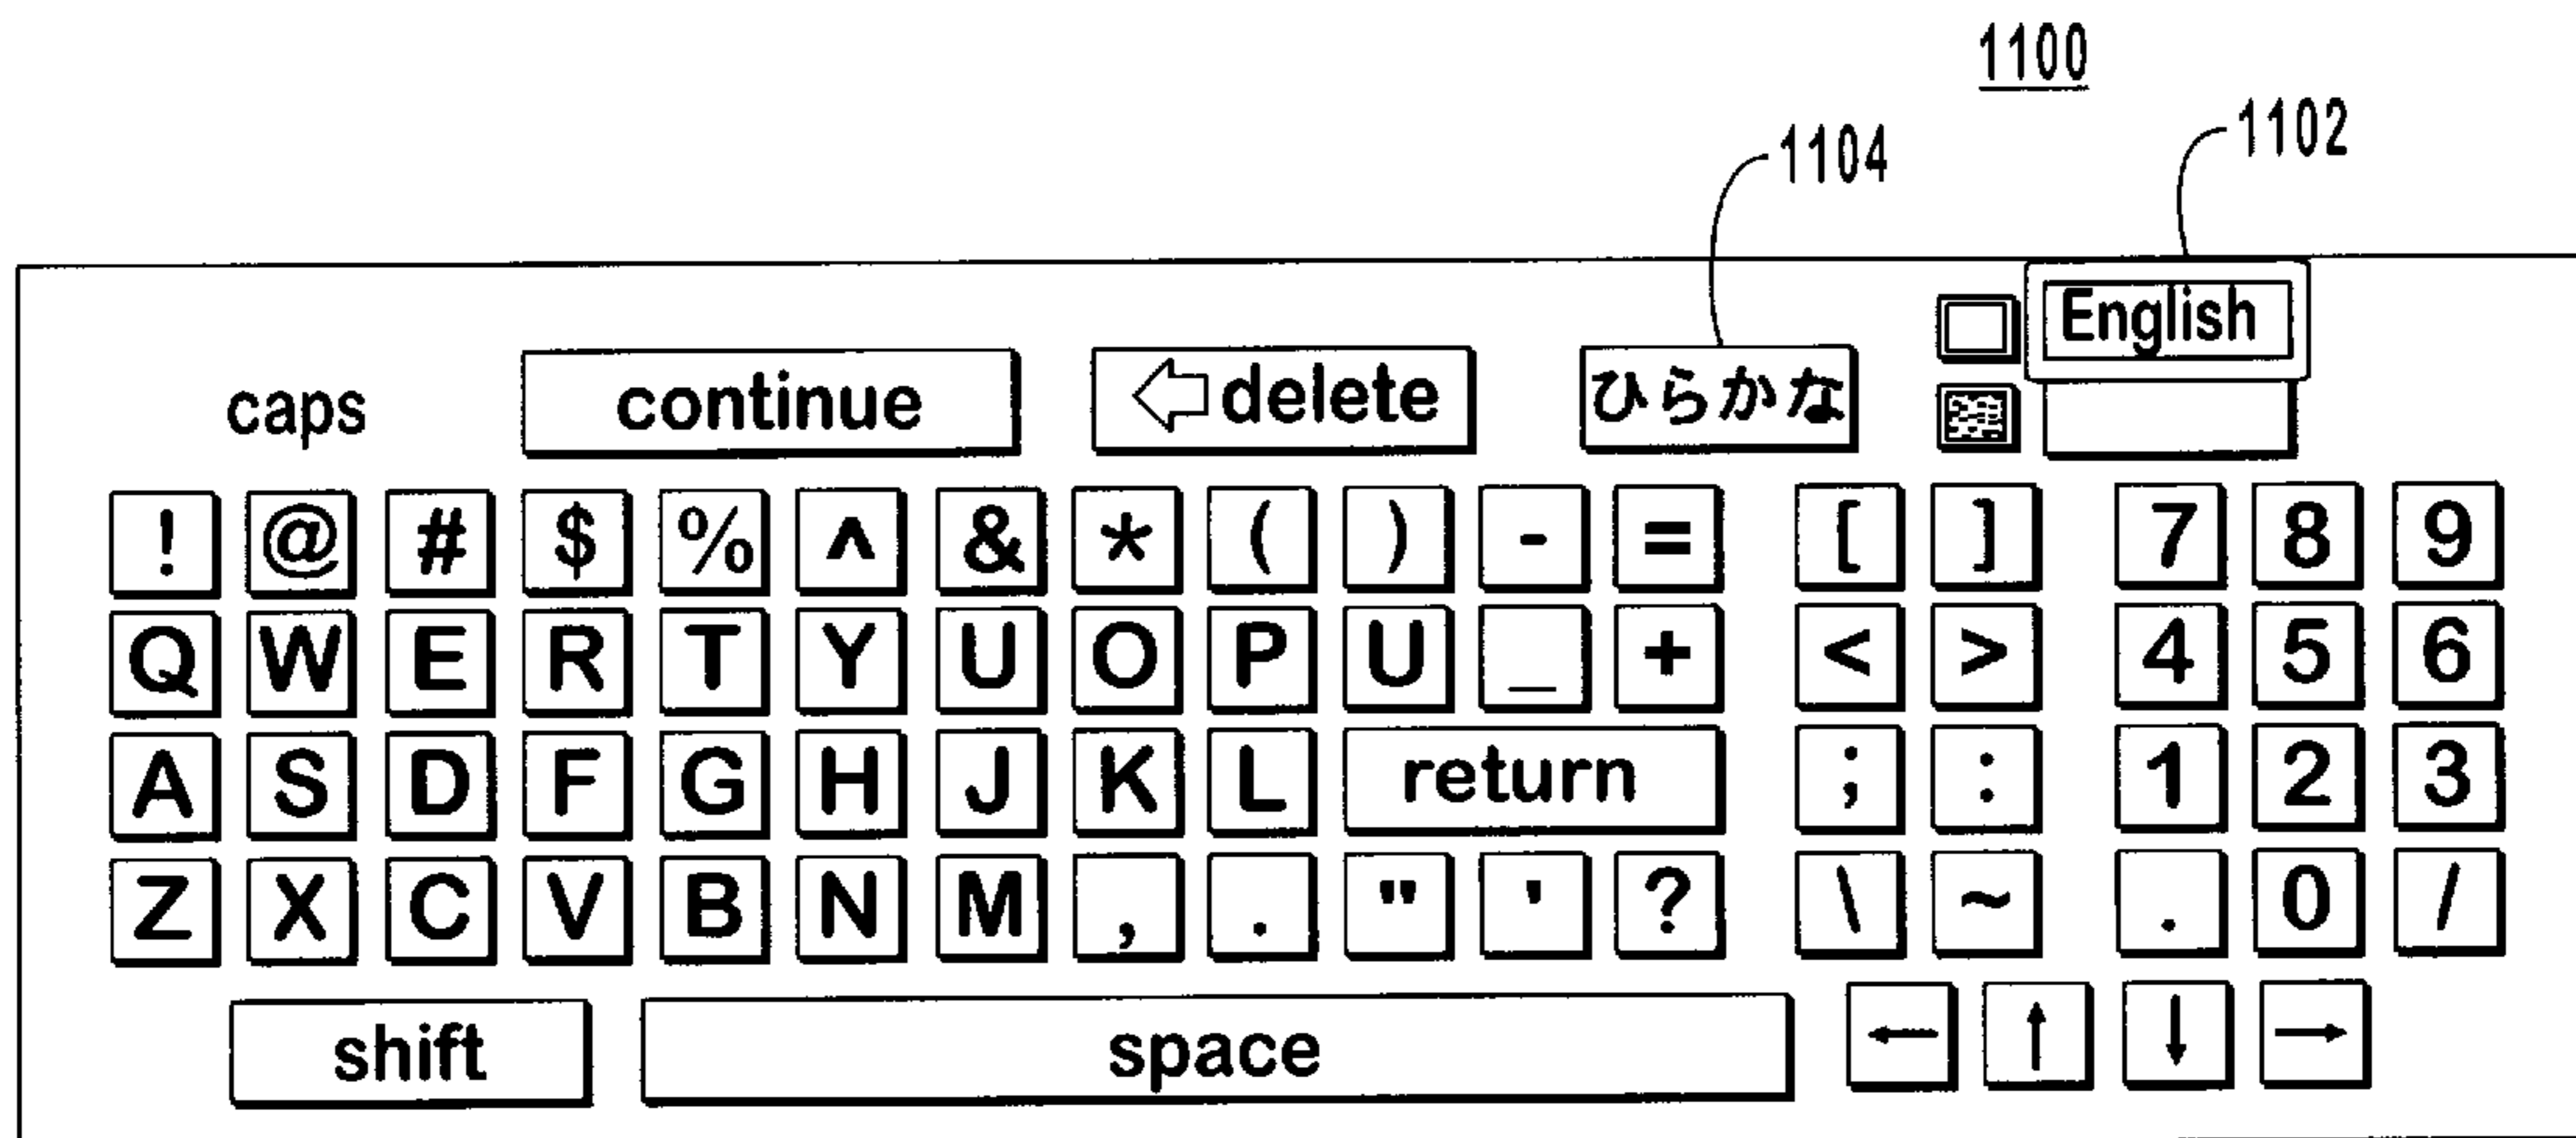 1100
1104 1102
English
caps continue delete ひらかな
! @ # $ % ^ & * ( ) - = [ ] 7 8 9
Q W E R T Y U O P U _ + < > 4 5 6
A S D F G H J K L return ; : 1 2 3
Z X C V B N M , . " ' ? \ ~ . 0 /
shift space ← ↑ ↓ →